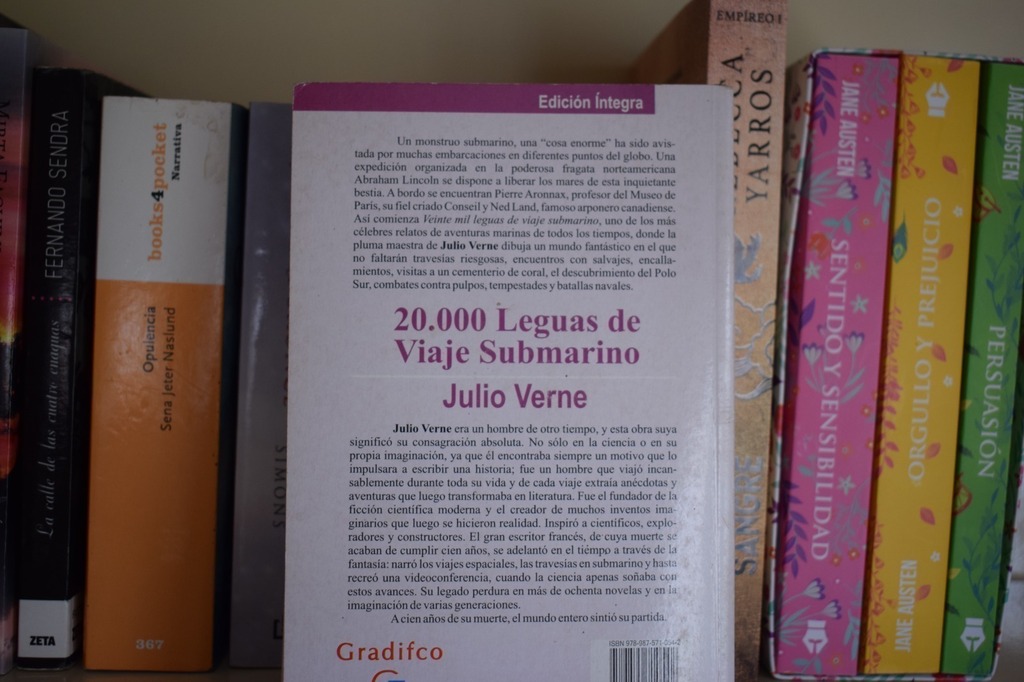 FERNANDO SENDRA
La calle de las cuatro esquinas
ZETA
books4pocket
Narrativa
Opulencia
Sena Jeter Naslund
367
SIMONS
Edición Íntegra
Un monstruo submarino, una “cosa enorme” ha sido avis-
tada por muchas embarcaciones en diferentes puntos del globo. Una
expedición organizada en la poderosa fragata norteamericana
Abraham Lincoln se dispone a liberar los mares de esta inquietante
bestia. A bordo se encuentran Pierre Aronnax, profesor del Museo de
Paris, su fiel criado Conseil y Ned Land, famoso arponero canadiense.
Así comienza Veinte mil leguas de viaje submarino, uno de los más
célebres relatos de aventuras marinas de todos los tiempos, donde la
pluma maestra de Julio Verne dibuja un mundo fantástico en el que
no faltarán travesías riesgosas, encuentros con salvajes, encalla-
mientos, visitas a un cementerio de coral, el descubrimiento del Polo
Sur, combates contra pulpos, tempestades y batallas navales.
20.000 Leguas de
Viaje Submarino
Julio Verne
Julio Verne era un hombre de otro tiempo, y esta obra suya
significó su consagración absoluta. No sólo en la ciencia o en su
propia imaginación, ya que él encontraba siempre un motivo que lo
impulsara a escribir una historia; fue un hombre que viajó incan-
sablemente durante toda su vida y de cada viaje extraía anécdotas y
aventuras que luego transformaba en literatura. Fue el fundador de la
ficción científica moderna y el creador de muchos inventos ima-
ginarios que luego se hicieron realidad. Inspiró a científicos, explo-
radores y constructores. El gran escritor francés, de cuya muerte se
acaban de cumplir cien años, se adelantó en el tiempo a través de la
fantasía: narró los viajes espaciales, las travesías en submarino y hasta
recreó una videoconferencia, cuando la ciencia apenas soñaba con
estos avances. Su legado perdura en más de ochenta novelas y en la
imaginación de varias generaciones.
A cien años de su muerte, el mundo entero sintió su partida.
Gradifco
EMPÍREO 1
YARROS
SANGRE
JANE AUSTEN
SENTIDO Y SENSIBILIDAD
ORGULLO Y PREJUICIO
JANE AUSTEN
JANE AUSTEN
PERSUASIÓN